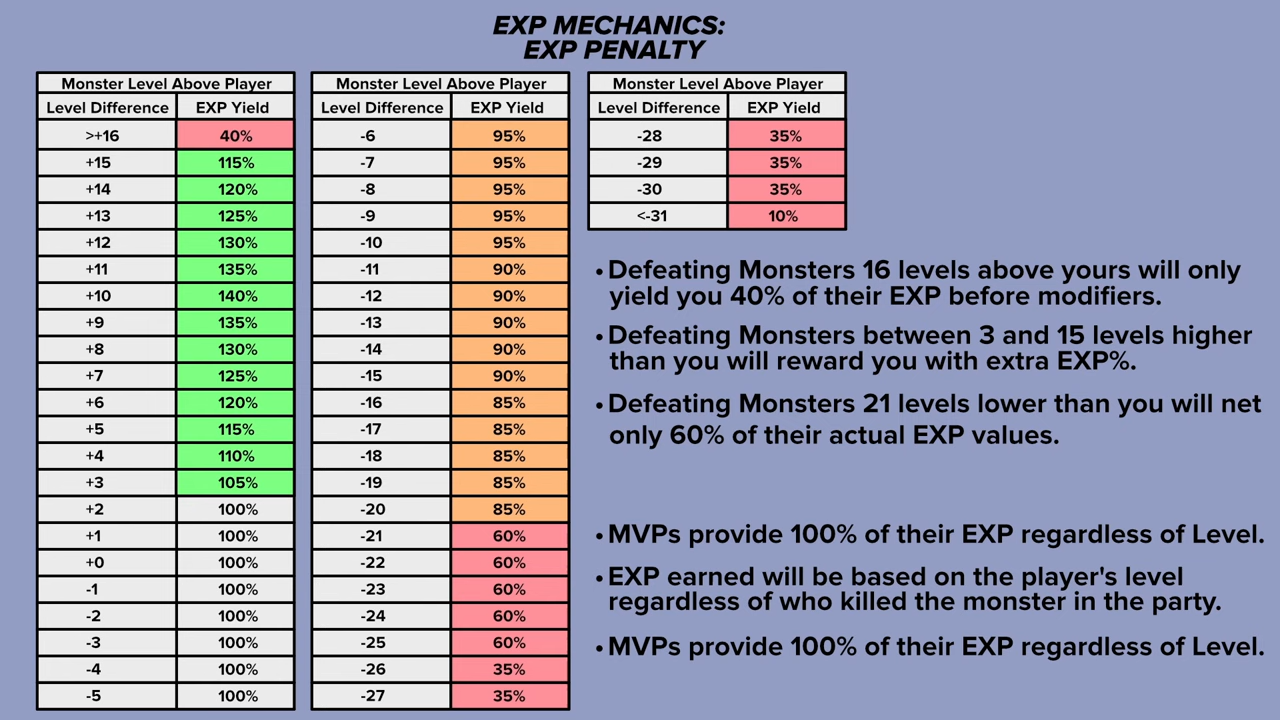 EXP MECHANICS:
EXP PENALTY
Monster Level Above Player
Level Difference EXP Yield
>+16 40%
+15 115%
+14 120%
+13 125%
+12 130%
+11 135%
+10 140%
+9 135%
+8 130%
+7 125%
+6 120%
+5 115%
+4 110%
+3 105%
+2 100%
+1 100%
+0 100%
-1 100%
-2 100%
-3 100%
-4 100%
-5 100%
Monster Level Above Player
Level Difference EXP Yield
-6 95%
-7 95%
-8 95%
-9 95%
-10 95%
-11 90%
-12 90%
-13 90%
-14 90%
-15 90%
-16 85%
-17 85%
-18 85%
-19 85%
-20 85%
-21 60%
-22 60%
-23 60%
-24 60%
-25 60%
-26 35%
-27 35%
Monster Level Above Player
Level Difference EXP Yield
-28 35%
-29 35%
-30 35%
<-31 10%
•Defeating Monsters 16 levels above yours will only
yield you 40% of their EXP before modifiers.
•Defeating Monsters between 3 and 15 levels higher
than you will reward you with extra EXP%.
•Defeating Monsters 21 levels lower than you will net
only 60% of their actual EXP values.
•MVPs provide 100% of their EXP regardless of Level.
•EXP earned will be based on the player's level
regardless of who killed the monster in the party.
•MVPs provide 100% of their EXP regardless of Level.